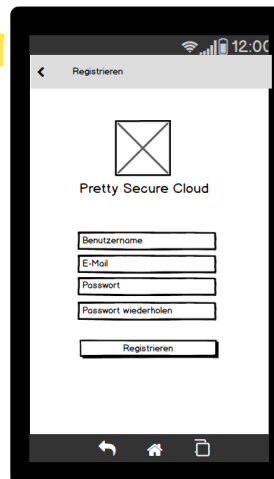 12:00
Registrieren
Pretty Secure Cloud
Benutzername
E-Mail
Passwort
Passwort wiederholen
Registrieren